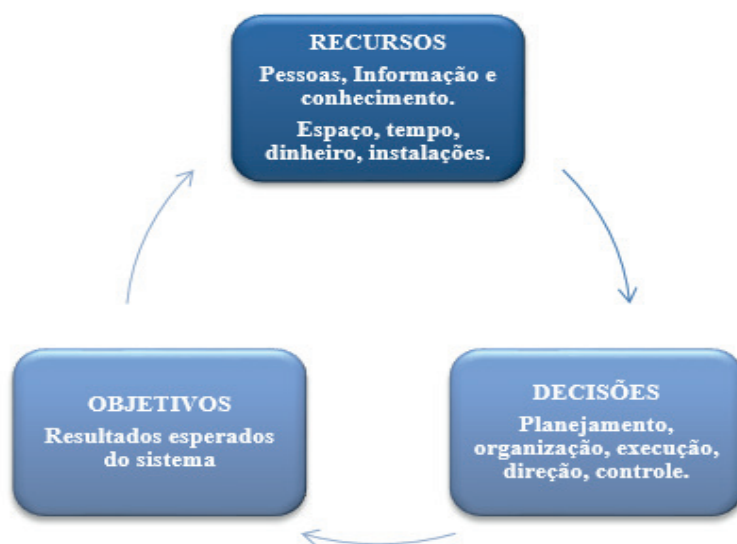 RECURSOS
Pessoas, Informação e
conhecimento.
Espaço, tempo,
dinheiro, instalações.
OBJETIVOS
Resultados esperados
do sistema
DECISÕES
Planejamento,
organização, execução,
direção, controle.